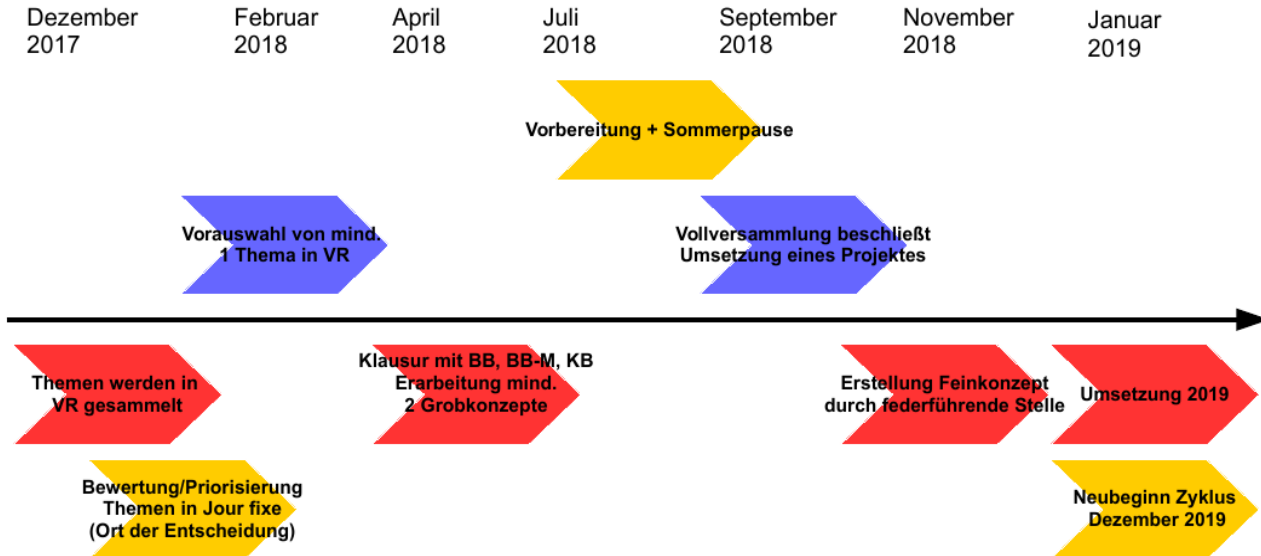 Dezember
2017
Februar
2018
April
2018
Juli
2018
September
2018
November
2018
Januar
2019
Vorbereitung + Sommerpause
Vorauswahl von mind.
1 Thema in VR
Vollversammlung beschließt
Umsetzung eines Projektes
Themen werden in
VR gesammelt
Klausur mit BB, BB-M, KB
Erarbeitung mind.
2 Grobkonzepte
Erstellung Feinkonzept
durch federführende Stelle
Umsetzung 2019
Bewertung/Priorisierung
Themen in Jour fixe
(Ort der Entscheidung)
Neubeginn Zyklus
Dezember 2019